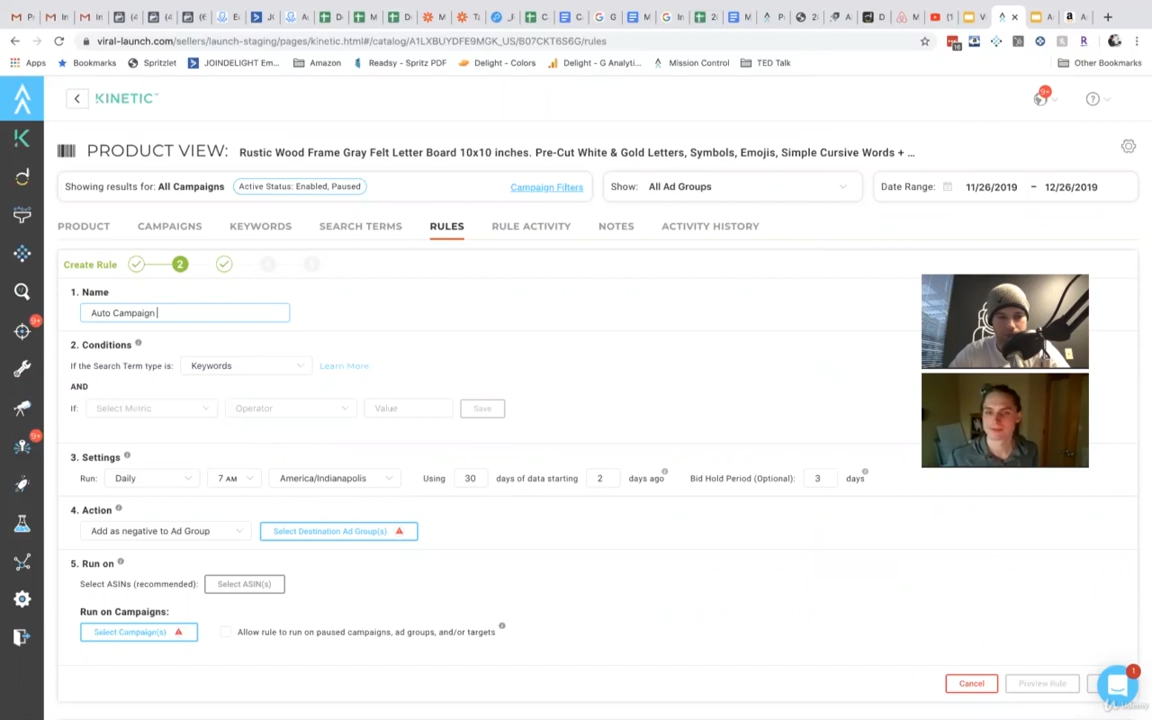 viral-launch.com/sellers/launch-staging/pages/kinetic.html#/catalog/A1LXBUYDFE9MGK_US/B07CKT6S6G/rules
Apps Bookmarks Spritzlet JOINDELIGHT Em... Amazon Readsy - Spritz PDF Delight - Colors Delight - G Analyti... Mission Control TED Talk Other Bookmarks
KINETIC™ 9+
PRODUCT VIEW: Rustic Wood Frame Gray Felt Letter Board 10x10 inches. Pre-Cut White & Gold Letters, Symbols, Emojis, Simple Cursive Words + ...
Showing results for: All Campaigns Active Status: Enabled, Paused Campaign Filters Show: All Ad Groups Date Range: 11/26/2019 - 12/26/2019
PRODUCT CAMPAIGNS KEYWORDS SEARCH TERMS RULES RULE ACTIVITY NOTES ACTIVITY HISTORY
Create Rule 2
1. Name
Auto Campaign
2. Conditions
If the Search Term type is: Keywords Learn More
AND
If: Select Metric Operator Value Save
3. Settings
Run: Daily 7 AM America/Indianapolis Using 30 days of data starting 2 days ago Bid Hold Period (Optional): 3 days
4. Action
Add as negative to Ad Group Select Destination Ad Group(s)
5. Run on
Select ASINs (recommended): Select ASIN(s)
Run on Campaigns:
Select Campaign(s) Allow rule to run on paused campaigns, ad groups, and/or targets
Cancel Preview Rule 1
Udemy